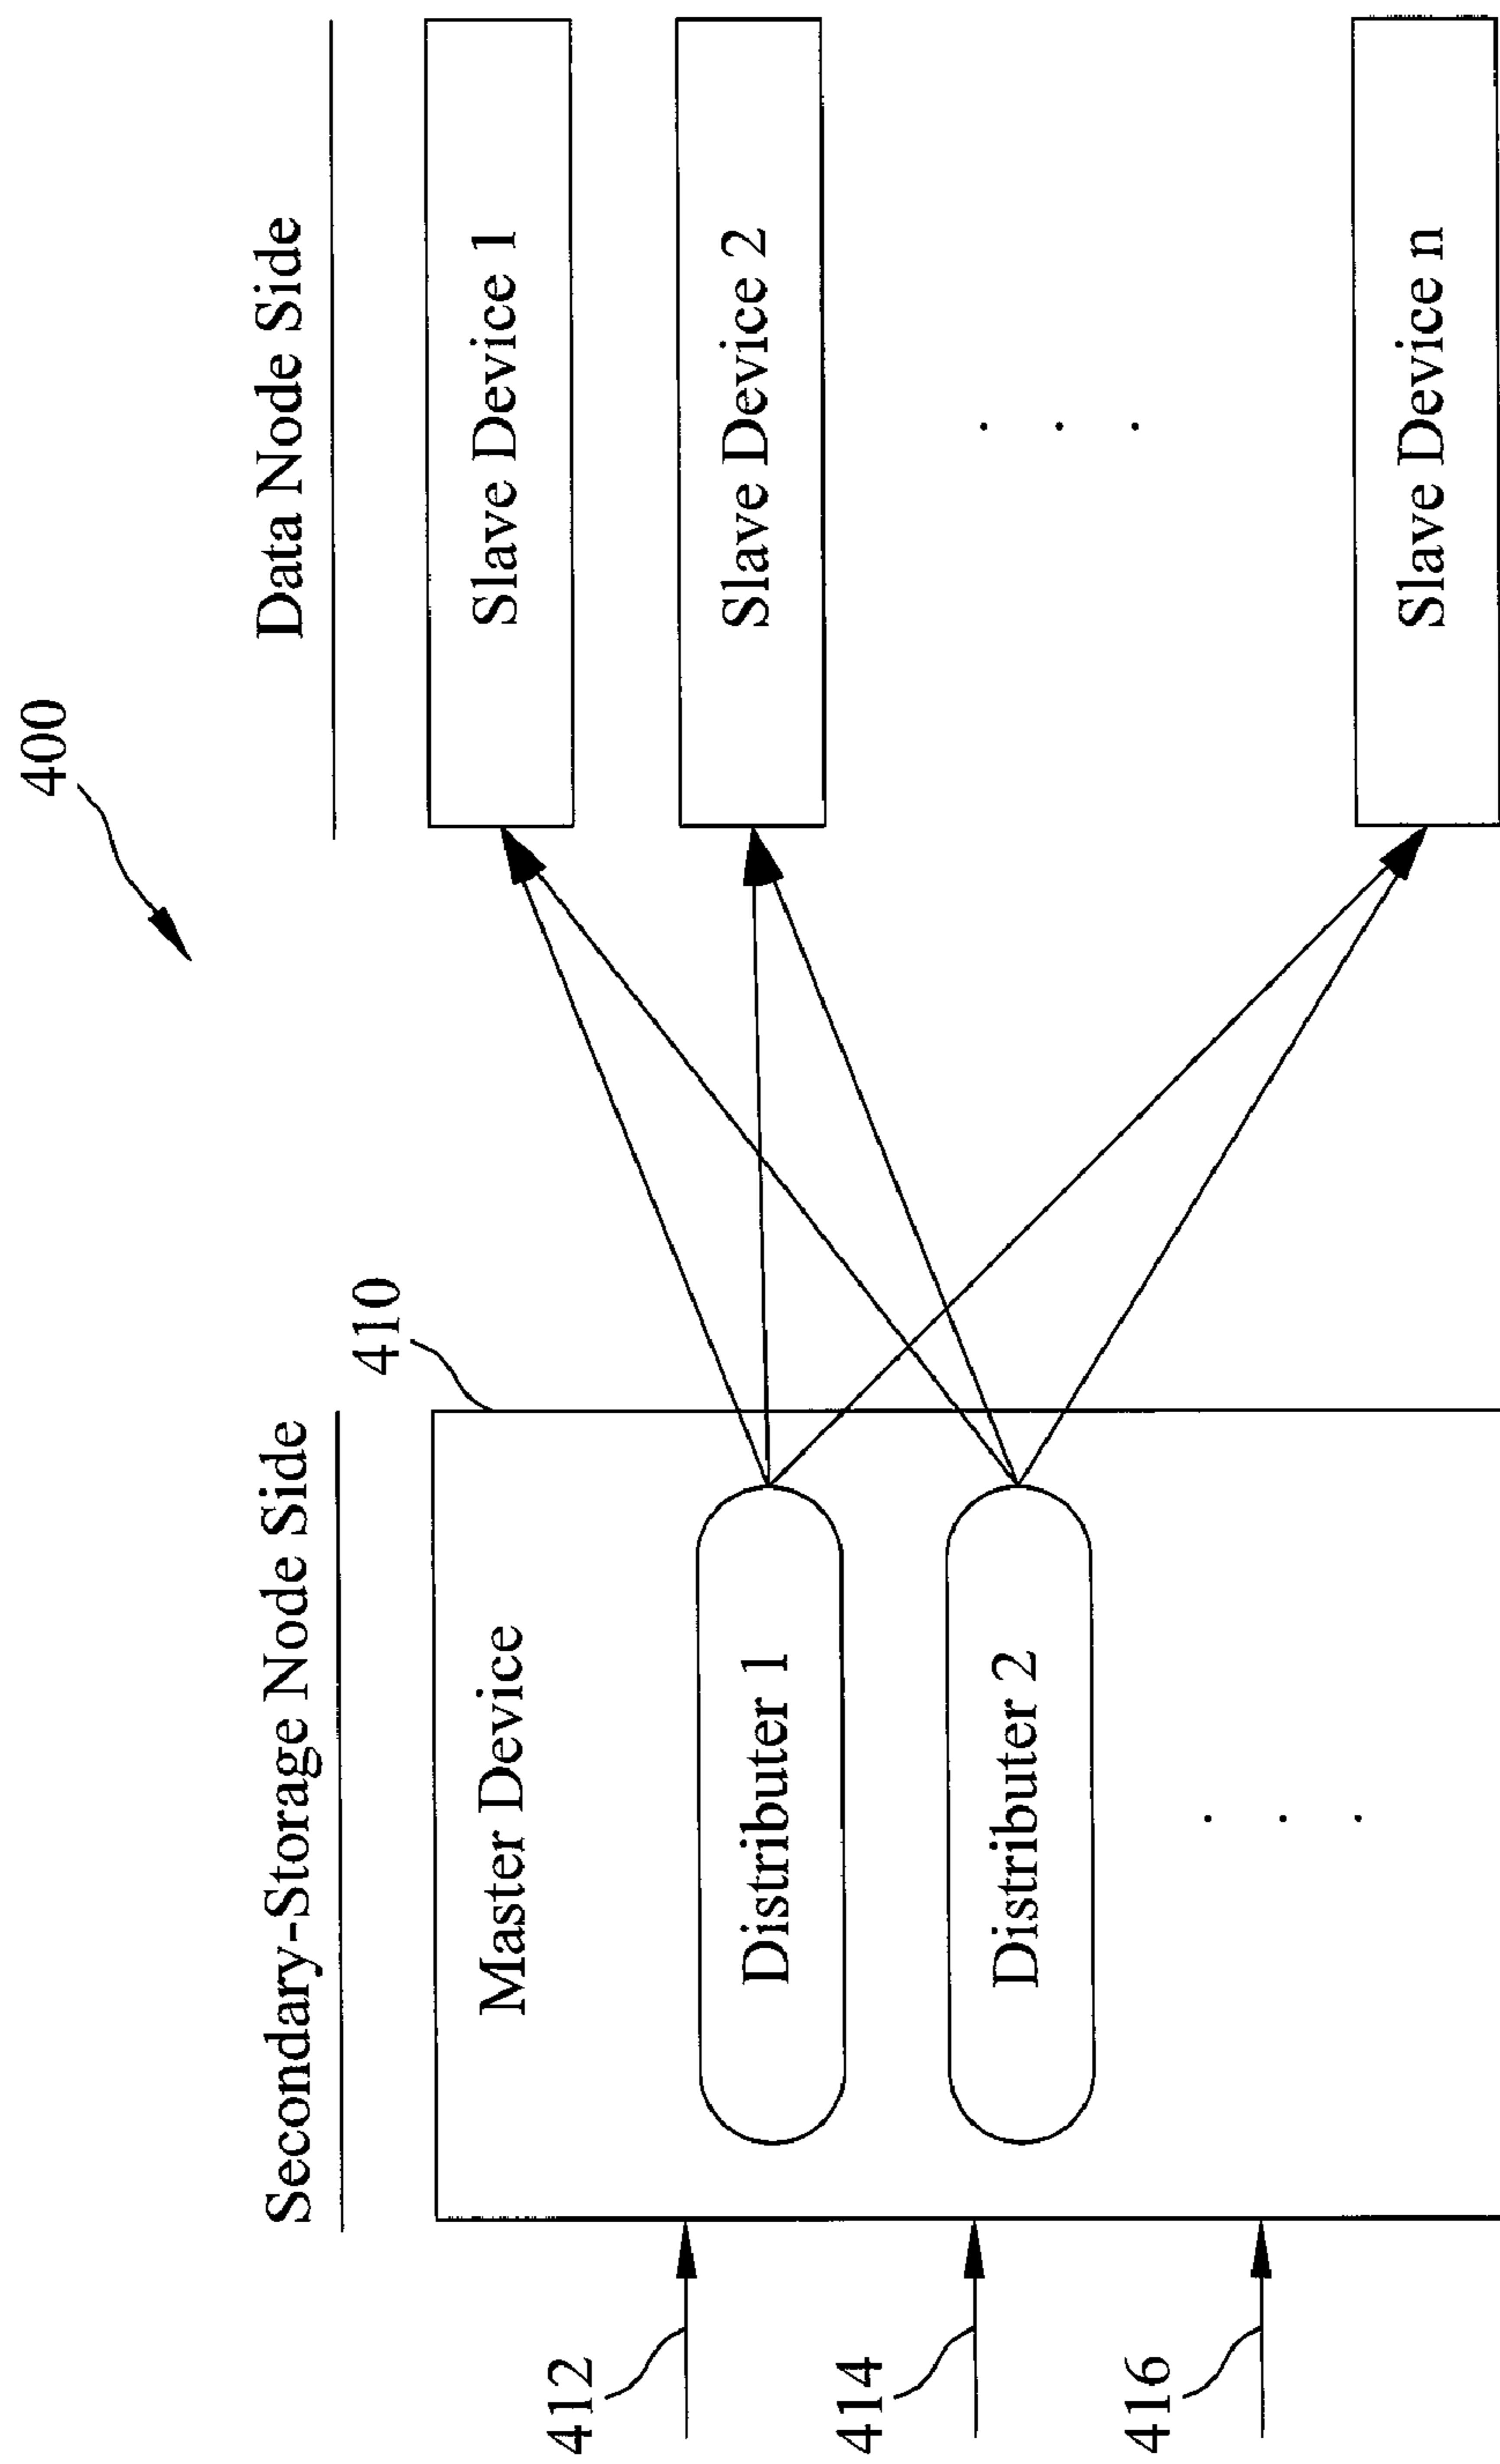 400
Secondary-Storage Node Side
Data Node Side
410
Master Device
Distributer 1
Distributer 2
. . .
412
414
416
Slave Device 1
Slave Device 2
. . .
Slave Device n